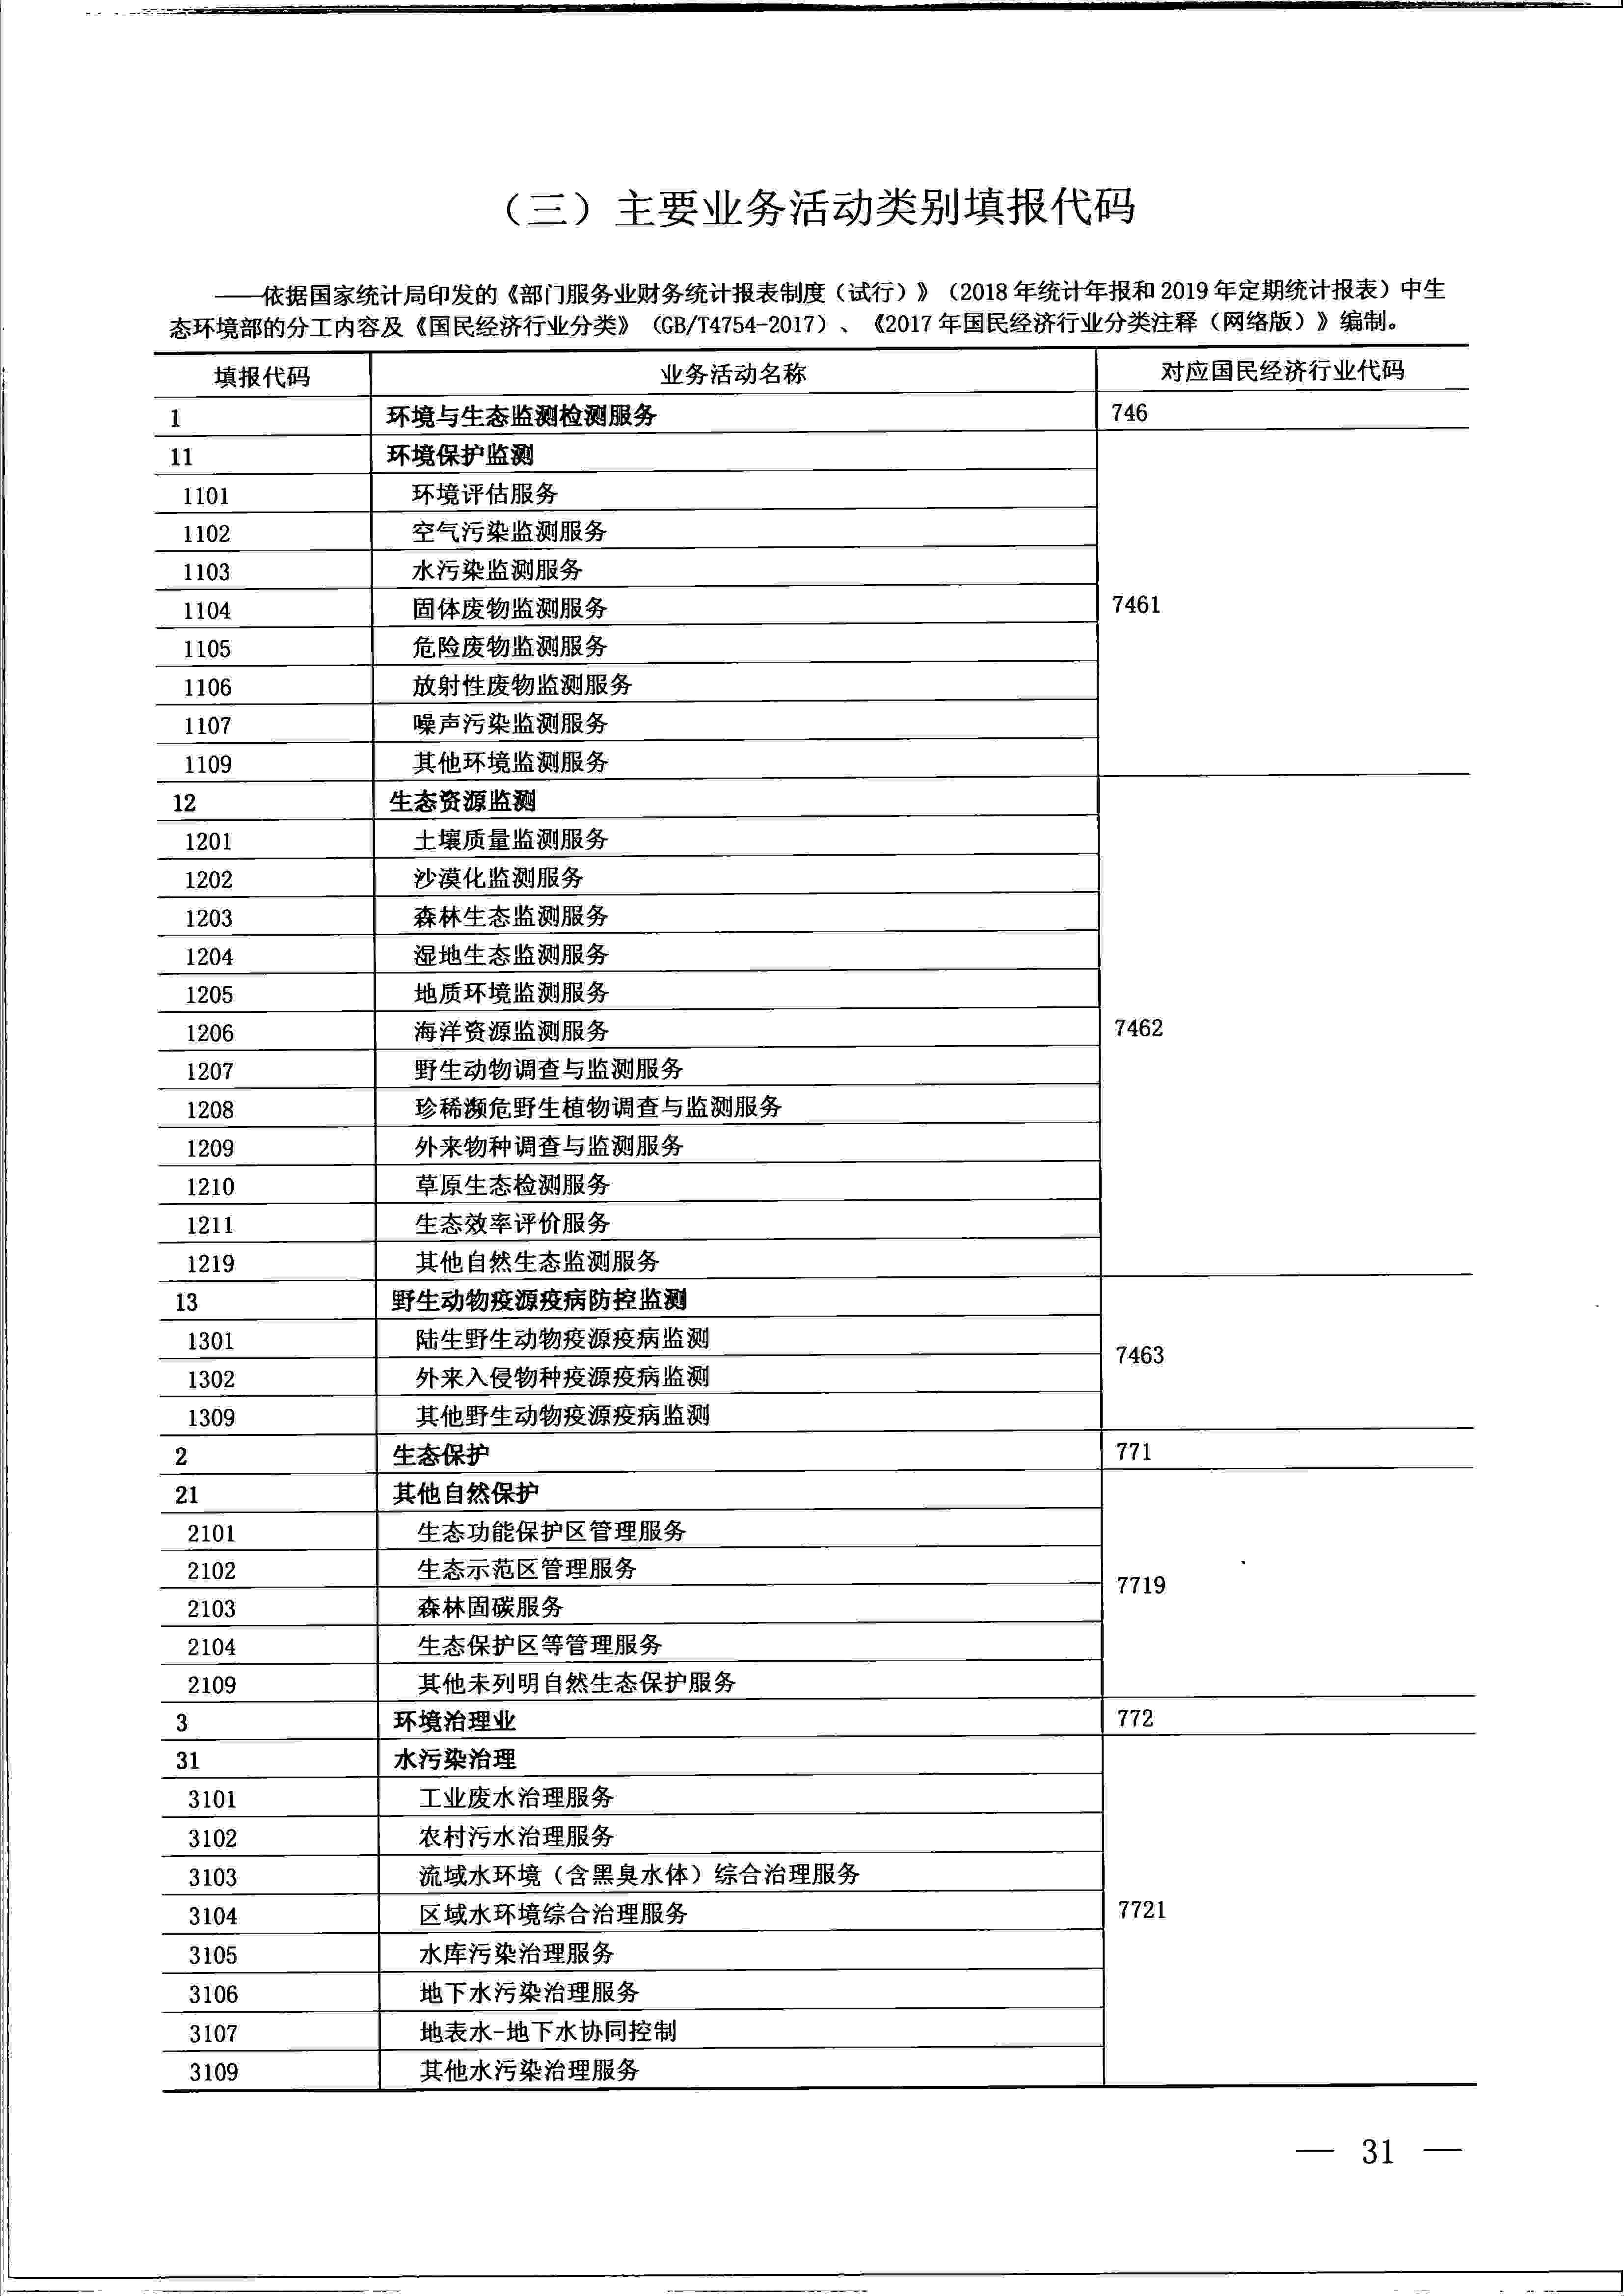 （三）主要业务活动类别填报代码
——依据国家统计局印发的《部门服务业财务统计报表制度（试行）》（2018 年统计年报和 2019 年定期统计报表）中生
态环境部的分工内容及《国民经济行业分类》（GB/T4754-2017）、《2017 年国民经济行业分类注释（网络版）》编制。
填报代码 业务活动名称 对应国民经济行业代码
1 环境与生态监测检测服务 746
11 环境保护监测
1101 环境评估服务
1102 空气污染监测服务
1103 水污染监测服务
1104 固体废物监测服务 7461
1105 危险废物监测服务
1106 放射性废物监测服务
1107 噪声污染监测服务
1109 其他环境监测服务
12 生态资源监测
1201 土壤质量监测服务
1202 沙漠化监测服务
1203 森林生态监测服务
1204 湿地生态监测服务
1205 地质环境监测服务
1206 海洋资源监测服务 7462
1207 野生动物调查与监测服务
1208 珍稀濒危野生植物调查与监测服务
1209 外来物种调查与监测服务
1210 草原生态检测服务
1211 生态效率评价服务
1219 其他自然生态监测服务
13 野生动物疫源疫病防控监测
1301 陆生野生动物疫源疫病监测 7463
1302 外来入侵物种疫源疫病监测
1309 其他野生动物疫源疫病监测
2 生态保护 771
21 其他自然保护
2101 生态功能保护区管理服务
2102 生态示范区管理服务 7719
2103 森林固碳服务
2104 生态保护区等管理服务
2109 其他未列明自然生态保护服务
3 环境治理业 772
31 水污染治理
3101 工业废水治理服务
3102 农村污水治理服务
3103 流域水环境（含黑臭水体）综合治理服务
3104 区域水环境综合治理服务 7721
3105 水库污染治理服务
3106 地下水污染治理服务
3107 地表水-地下水协同控制
3109 其他水污染治理服务
— 31 —